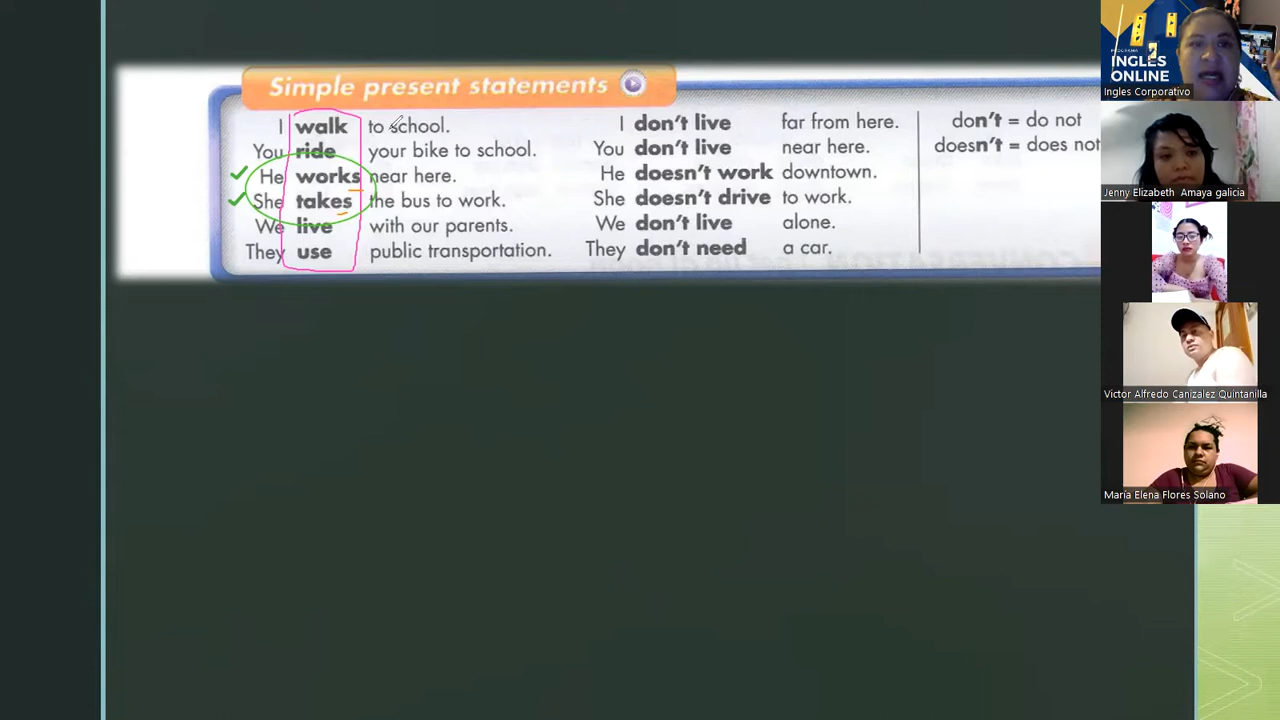 Simple present statements
I walk to school.
You ride your bike to school.
He works near here.
She takes the bus to work.
We live with our parents.
They use public transportation.
I don't live far from here.
You don't live near here.
He doesn't work downtown.
She doesn't drive to work.
We don't live alone.
They don't need a car.
don't = do not
doesn't = does not
INGLES
ONLINE
Ingles Corporativo
Jenny Elizabeth Amaya galicia
Victor Alfredo Canizalez Quintanilla
María Elena Flores Solano